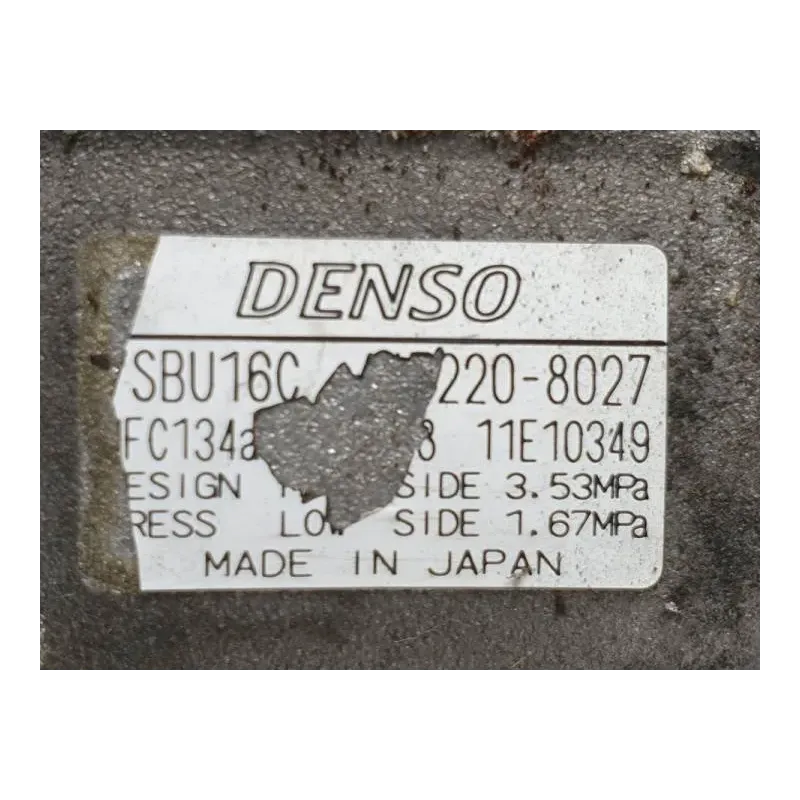 DENSO
SBU16C 220-8027
FC134a 8 11E10349
ESIGN SIDE 3.53MPa
RESS LOW SIDE 1.67MPa
MADE IN JAPAN